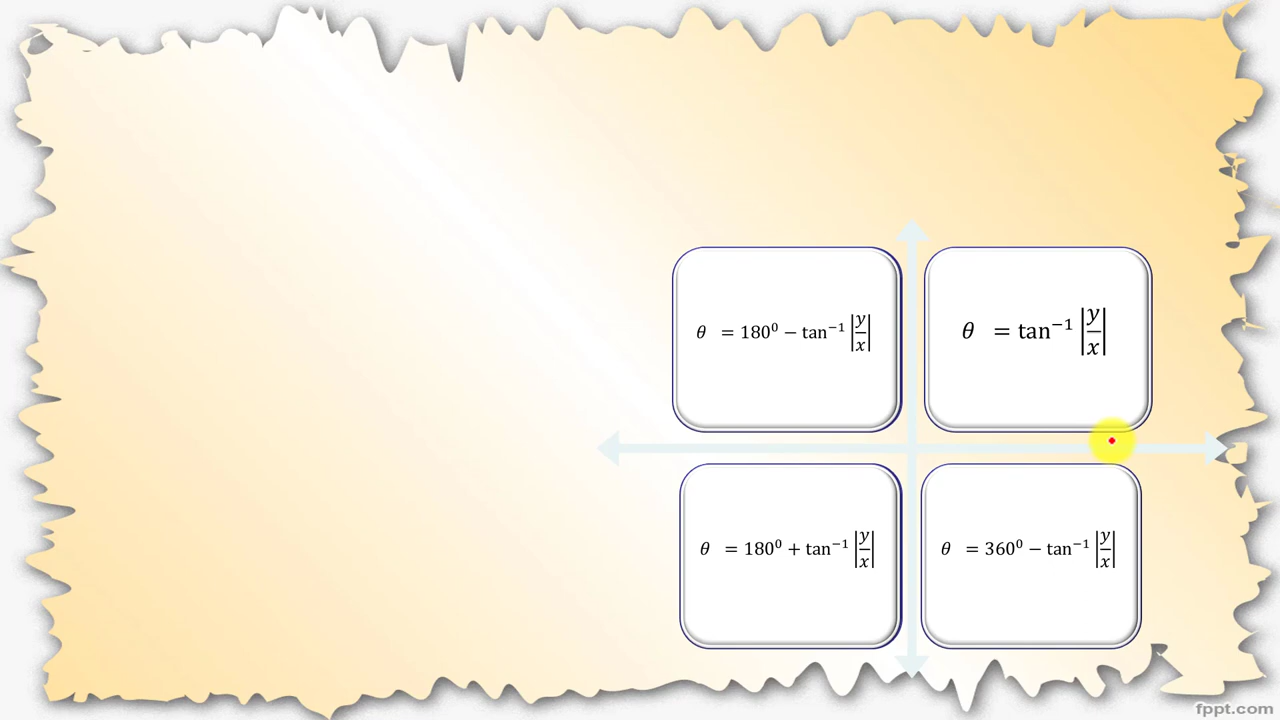 θ = 180⁰ − tan⁻¹ |y/x|
θ = tan⁻¹ |y/x|
θ = 180⁰ + tan⁻¹ |y/x|
θ = 360⁰ − tan⁻¹ |y/x|
fppt.com